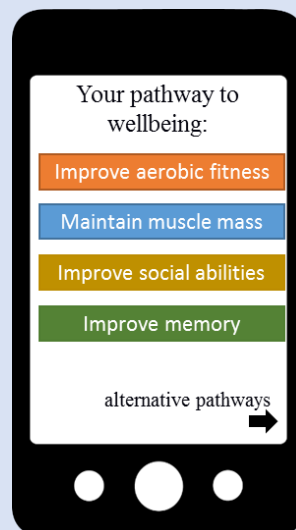 Your pathway to
wellbeing:
Improve aerobic fitness
Maintain muscle mass
Improve social abilities
Improve memory
alternative pathways